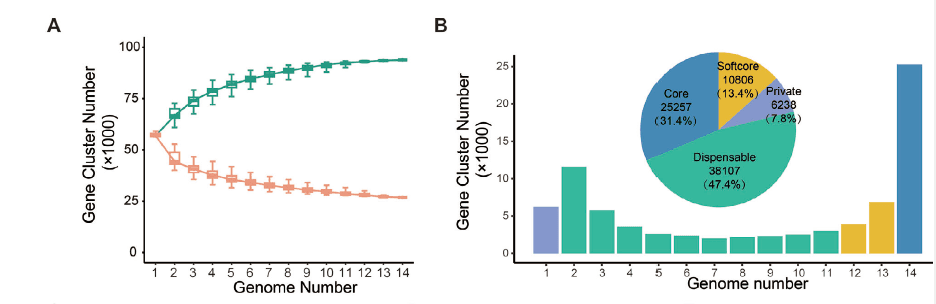 A
Gene Cluster Number
(×1000)
100
75
50
25
0
1 2 3 4 5 6 7 8 9 10 11 12 13 14
Genome Number
B
Gene Cluster Number
(×1000)
25
20
15
10
5
0
Softcore
10806
(13.4%)
Private
6238
(7.8%)
Core
25257
(31.4%)
Dispensable
38107
(47.4%)
1 2 3 4 5 6 7 8 9 10 11 12 13 14
Genome number